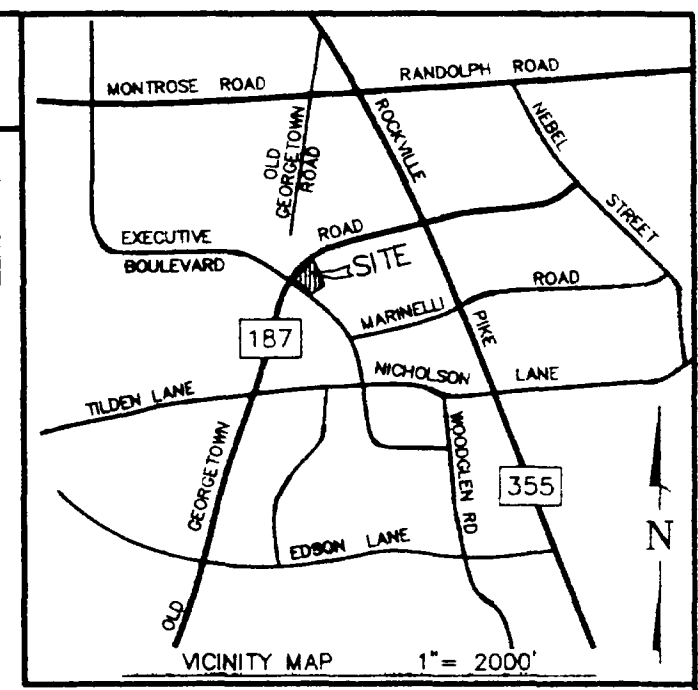 MONTROSE ROAD
RANDOLPH ROAD
OLD
GEORGETOWN
ROAD
ROCKVILLE
NEBEL
STREET
EXECUTIVE
BOULEVARD
ROAD
SITE
MARINELLI
ROAD
187
PIKE
NICHOLSON LANE
TILDEN LANE
GEORGETOWN
WOODGLEN RD
355
N
EDSON LANE
OLD
VICINITY MAP 1"= 2000'